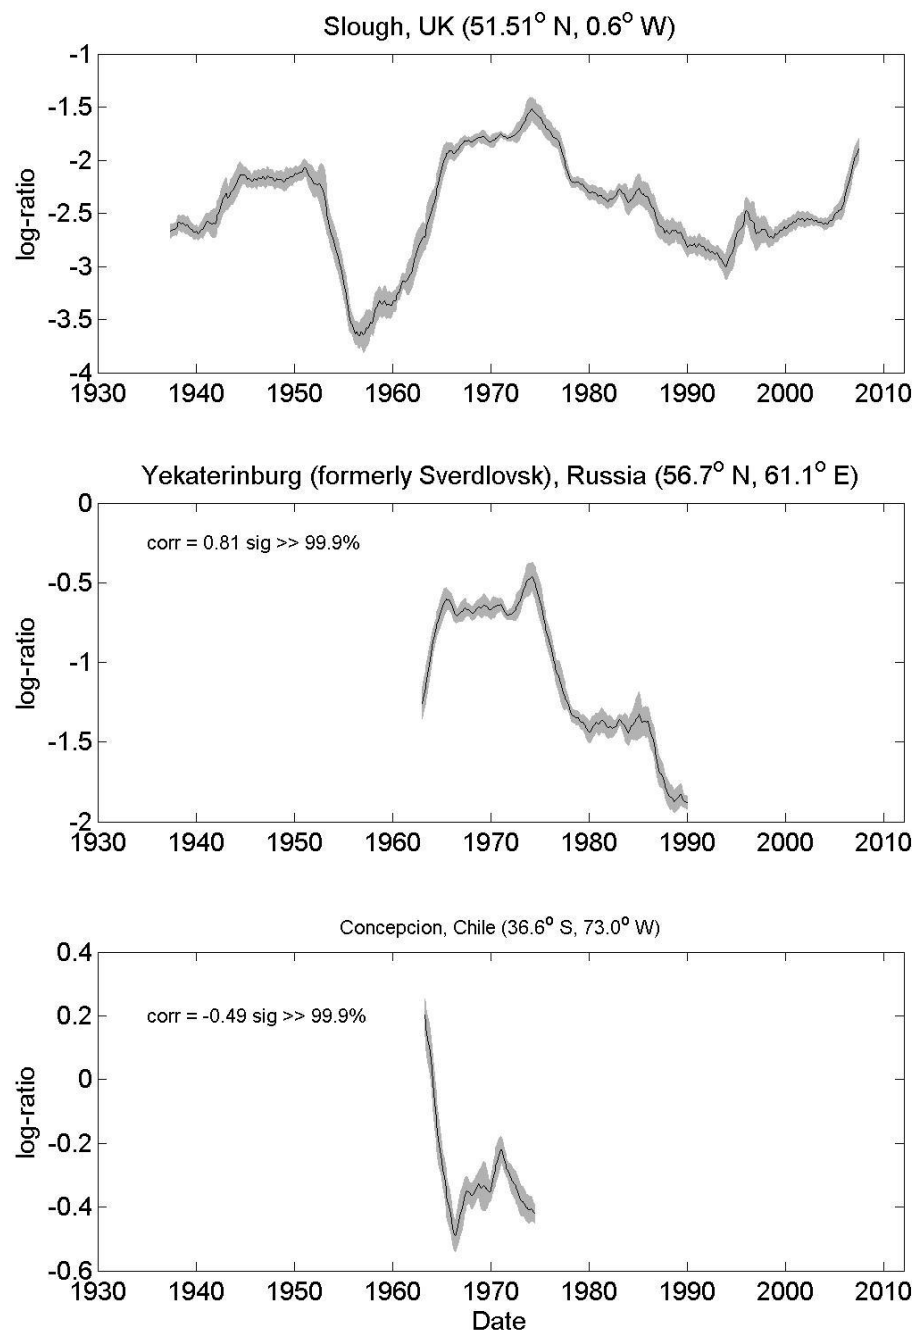 Slough, UK (51.51° N, 0.6° W)
-1
-1.5
-2
-2.5
-3
-3.5
-4
log-ratio
1930 1940 1950 1960 1970 1980 1990 2000 2010
Yekaterinburg (formerly Sverdlovsk), Russia (56.7° N, 61.1° E)
corr = 0.81 sig >> 99.9%
0
-0.5
-1
-1.5
-2
log-ratio
1930 1940 1950 1960 1970 1980 1990 2000 2010
Concepcion, Chile (36.6° S, 73.0° W)
corr = -0.49 sig >> 99.9%
0.4
0.2
0
-0.2
-0.4
-0.6
log-ratio
1930 1940 1950 1960 1970 1980 1990 2000 2010
Date